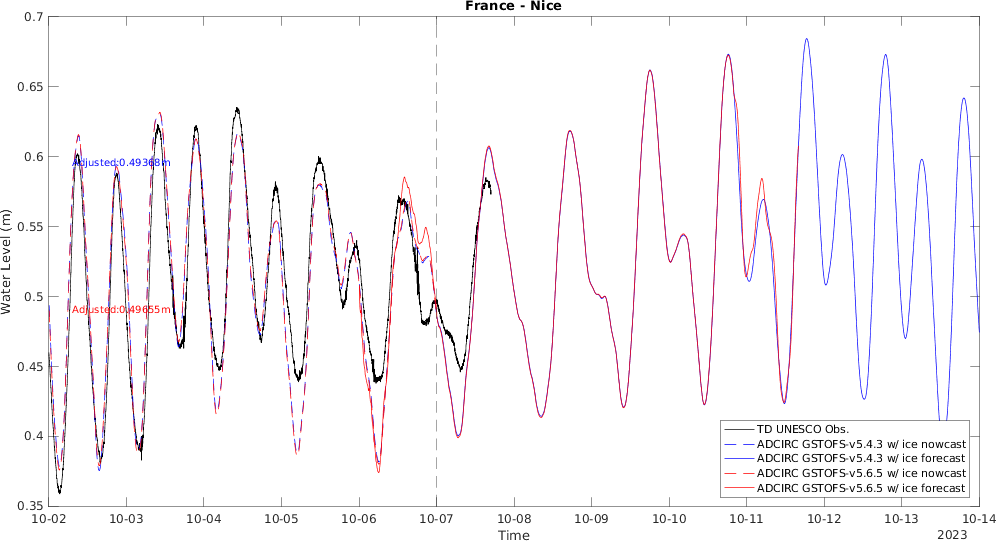 France - Nice
Water Level (m)
0.7
0.65
0.6
0.55
0.5
0.45
0.4
0.35
Adjusted:0.49368m
Adjusted:0.49655m
TD UNESCO Obs.
ADCIRC GSTOFS-v5.4.3 w/ ice nowcast
ADCIRC GSTOFS-v5.4.3 w/ ice forecast
ADCIRC GSTOFS-v5.6.5 w/ ice nowcast
ADCIRC GSTOFS-v5.6.5 w/ ice forecast
10-02 10-03 10-04 10-05 10-06 10-07 10-08 10-09 10-10 10-11 10-12 10-13 10-14
Time
2023